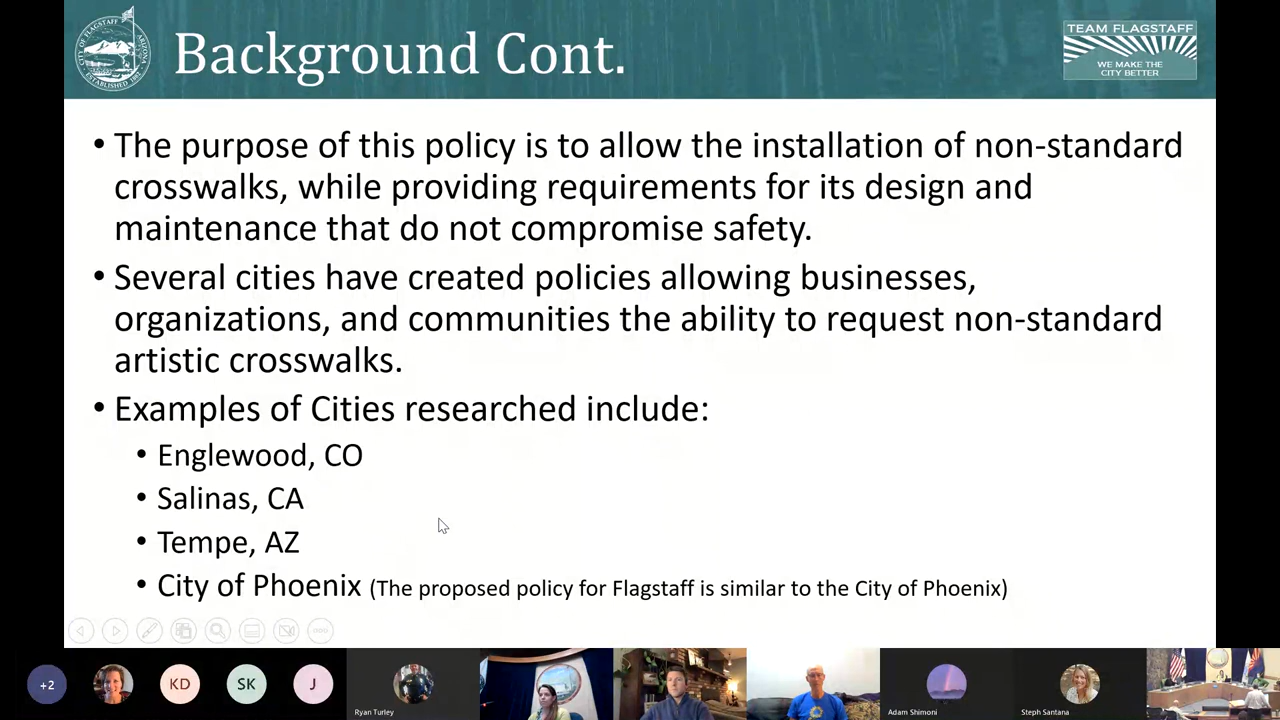 CITY OF FLAGSTAFF
ARIZONA
Background Cont.
TEAM FLAGSTAFF
WE MAKE THE
CITY BETTER
• The purpose of this policy is to allow the installation of non-standard
crosswalks, while providing requirements for its design and
maintenance that do not compromise safety.
• Several cities have created policies allowing businesses,
organizations, and communities the ability to request non-standard
artistic crosswalks.
• Examples of Cities researched include:
• Englewood, CO
• Salinas, CA
• Tempe, AZ
• City of Phoenix (The proposed policy for Flagstaff is similar to the City of Phoenix)
+2
KD
SK
J
Ryan Turley
Adam Shimoni
Steph Santana